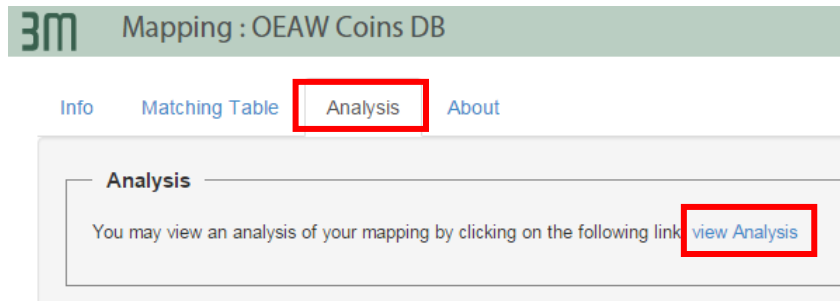 3M Mapping : OEAW Coins DB
Info Matching Table Analysis About
Analysis
You may view an analysis of your mapping by clicking on the following link view Analysis